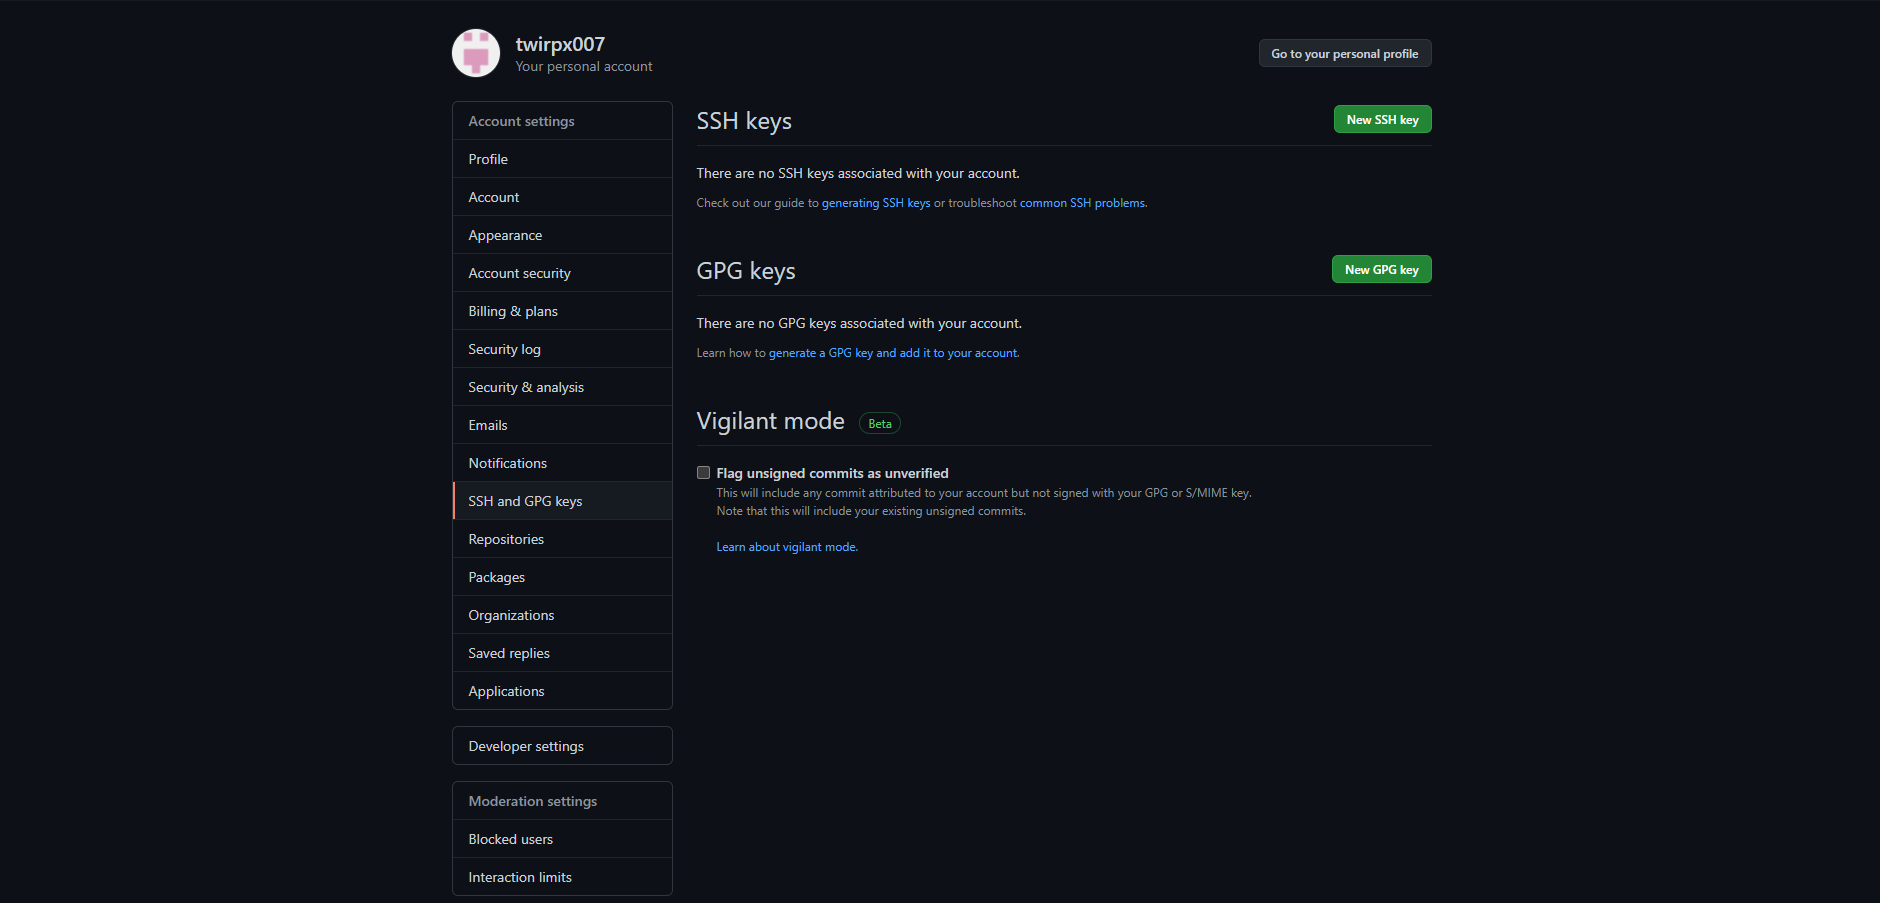 twirpx007
Your personal account
Go to your personal profile
Account settings
Profile
Account
Appearance
Account security
Billing & plans
Security log
Security & analysis
Emails
Notifications
SSH and GPG keys
Repositories
Packages
Organizations
Saved replies
Applications
Developer settings
Moderation settings
Blocked users
Interaction limits
SSH keys
New SSH key
There are no SSH keys associated with your account.
Check out our guide to generating SSH keys or troubleshoot common SSH problems.
GPG keys
New GPG key
There are no GPG keys associated with your account.
Learn how to generate a GPG key and add it to your account.
Vigilant mode Beta
Flag unsigned commits as unverified
This will include any commit attributed to your account but not signed with your GPG or S/MIME key.
Note that this will include your existing unsigned commits.
Learn about vigilant mode.